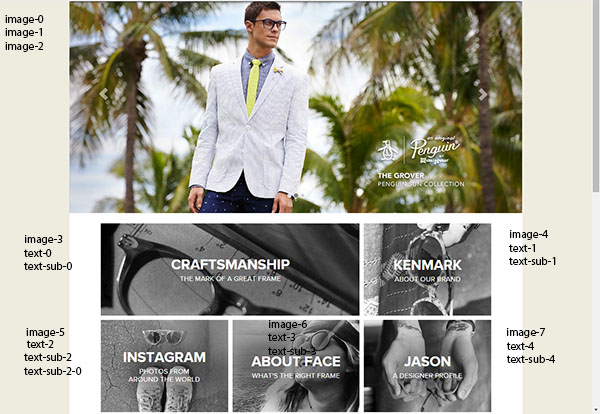 image-0
image-1
image-2
an original
Penguin
BY
Munsingwear
THE GROVER
PENGUIN SUN COLLECTION
image-3
text-0
text-sub-0
CRAFTSMANSHIP
THE MARK OF A GREAT FRAME
KENMARK
ABOUT OUR BRAND
image-4
text-1
text-sub-1
image-5
text-2
text-sub-2
text-sub-2-0
INSTAGRAM
PHOTOS FROM
AROUND THE WORLD
image-6
text-3
text-sub-3
ABOUT FACE
WHAT'S THE RIGHT FRAME
JASON
A DESIGNER PROFILE
image-7
text-4
text-sub-4